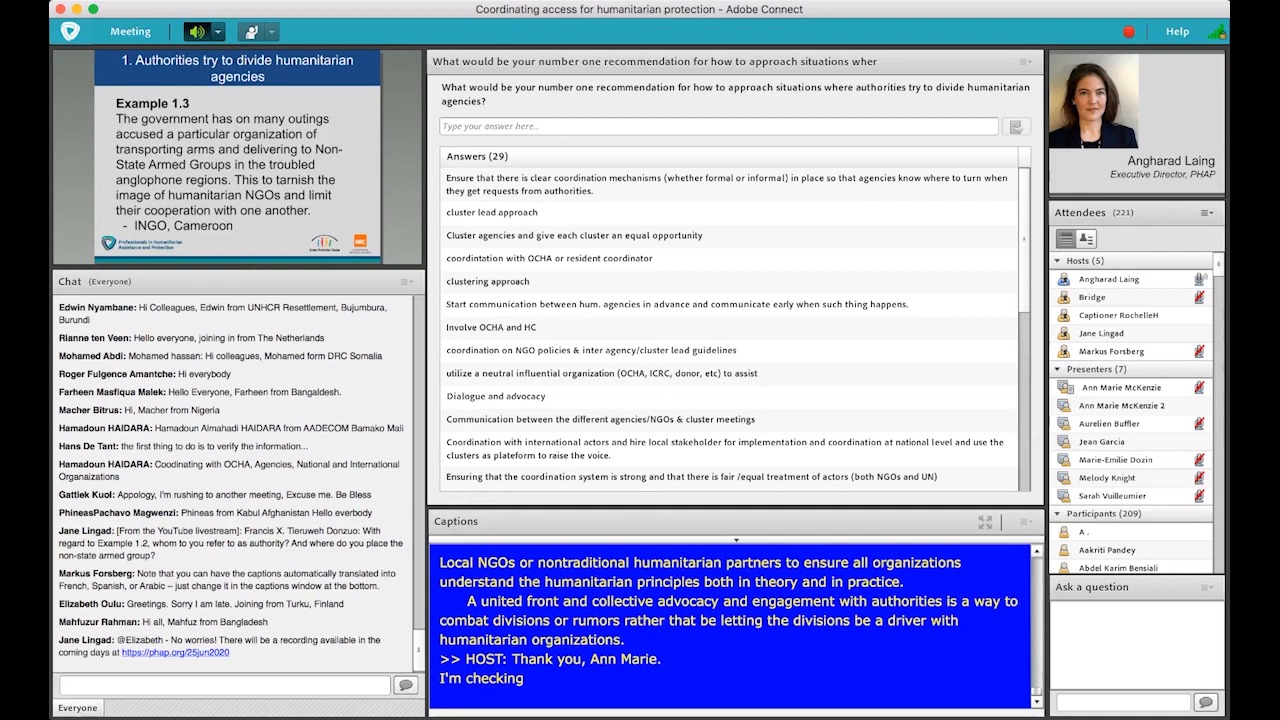 Coordinating access for humanitarian protection - Adobe Connect
Meeting
Help
1. Authorities try to divide humanitarian
agencies
Example 1.3
The government has on many outings
accused a particular organization of
transporting arms and delivering to Non-
State Armed Groups in the troubled
anglophone regions. This to tarnish the
image of humanitarian NGOs and limit
their cooperation with one another.
- INGO, Cameroon
Professionals in Humanitarian
Assistance and Protection
NRC
Chat (Everyone)
Edwin Nyambane: Hi Colleagues, Edwin from UNHCR Resettlement, Bujumbura,
Burundi
Rianne ten Veen: Hello everyone, joining in from The Netherlands
Mohamed Abdi: Mohamed hassan: Hi colleagues, Mohamed form DRC Somalia
Roger Fulgence Amantche: Hi everybody
Farheen Masfiqua Malek: Hello Everyone, Farheen from Bangaldesh.
Macher Bitrus: Hi, Macher from Nigeria
Hamadoun HAIDARA: Hamadoun Almahadi HAIDARA from AADECOM Bamako Mali
Hans De Tant: the first thing to do is to verify the information...
Hamadoun HAIDARA: Coodinating with OCHA, Agencies, National and International
Orgnaizations
Gattiek Kuol: Appology, I'm rushing to another meeting, Excuse me. Be Bless
PhineasPachavo Magwenzi: Phineas from Kabul Afghanistan Hello everbody
Jane Lingad: [From the YouTube livestream]: Francis X. Tieruweh Donzuo: With
regard to Example 1.2, whom to you refer to as authority? And where do you place the
non-state armed group?
Markus Forsberg: Note that you can have the captions automatically translated into
French, Spanish, or Arabic – just change it in the captions window at the bottom.
Elizabeth Oulu: Greetings. Sorry I am late. Joining from Turku, Finland
Mahfuzur Rahman: Hi all, Mahfuz from Bangladesh
Jane Lingad: @Elizabeth - No worries! There will be a recording available in the
coming days at https://phap.org/25jun2020
Everyone
What would be your number one recommendation for how to approach situations wher
What would be your number one recommendation for how to approach situations where authorities try to divide humanitarian
agencies?
Type your answer here...
Answers (29)
Ensure that there is clear coordination mechanisms (whether formal or informal) in place so that agencies know where to turn when
they get requests from authorities.
cluster lead approach
Cluster agencies and give each cluster an equal opportunity
coordintation with OCHA or resident coordinator
clustering approach
Start communication between hum. agencies in advance and communicate early when such thing happens.
Involve OCHA and HC
coordination on NGO policies & inter agency/cluster lead guidelines
utilize a neutral influential organization (OCHA, ICRC, donor, etc) to assist
Dialogue and advocacy
Communication between the different agencies/NGOs & cluster meetings
Coordination with international actors and hire local stakeholder for implementation and coordination at national level and use the
clusters as plateform to raise the voice.
Ensuring that the coordination system is strong and that there is fair /equal treatment of actors (both NGOs and UN)
Captions
Local NGOs or nontraditional humanitarian partners to ensure all organizations
understand the humanitarian principles both in theory and in practice.
A united front and collective advocacy and engagement with authorities is a way to
combat divisions or rumors rather that be letting the divisions be a driver with
humanitarian organizations.
>> HOST: Thank you, Ann Marie.
I'm checking
Angharad Laing
Executive Director, PHAP
Attendees (221)
Hosts (5)
Angharad Laing
Bridge
Captioner RochelleH
Jane Lingad
Markus Forsberg
Presenters (7)
Ann Marie McKenzie
Ann Marie McKenzie 2
Aurelien Buffler
Jean Garcia
Marie-Emilie Dozin
Melody Knight
Sarah Vuilleumier
Participants (209)
A .
Aakriti Pandey
Abdel Karim Bensiali
Ask a question